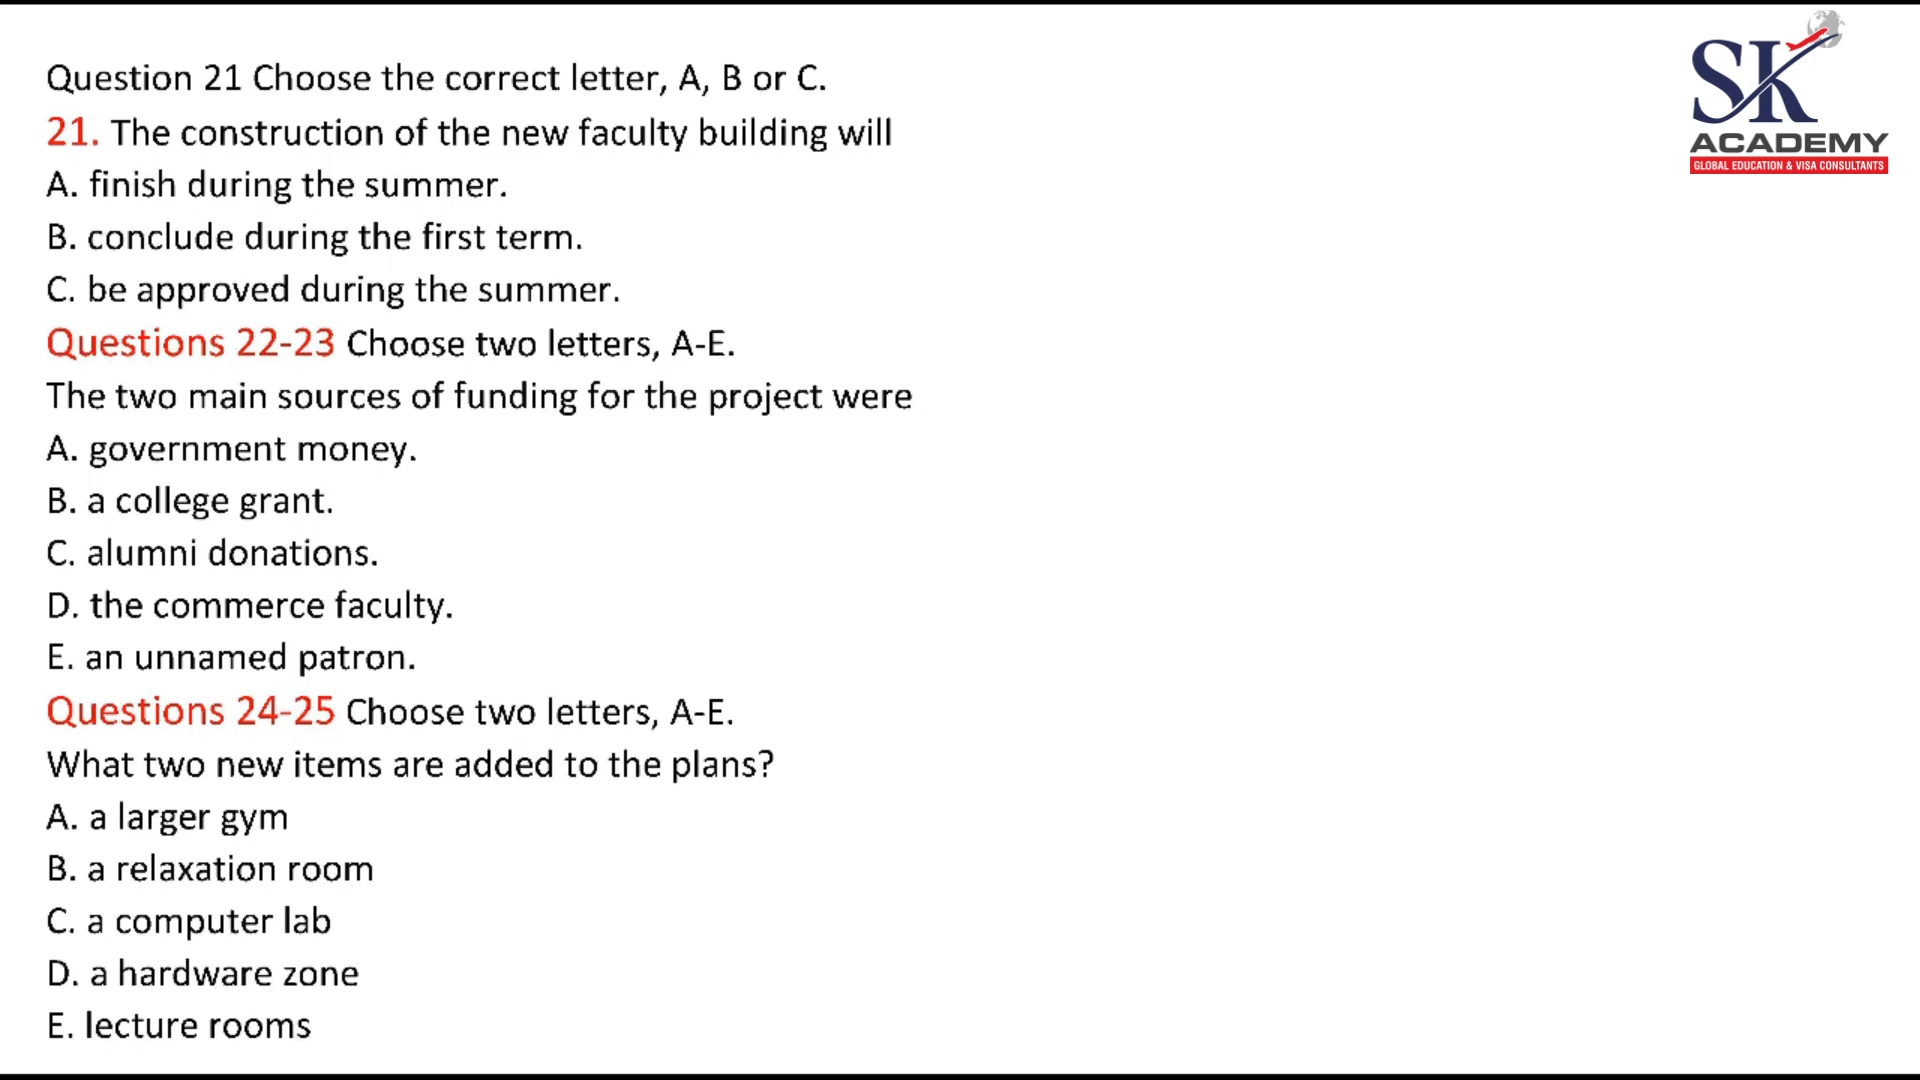 Question 21 Choose the correct letter, A, B or C.
21. The construction of the new faculty building will
A. finish during the summer.
B. conclude during the first term.
C. be approved during the summer.
Questions 22-23 Choose two letters, A-E.
The two main sources of funding for the project were
A. government money.
B. a college grant.
C. alumni donations.
D. the commerce faculty.
E. an unnamed patron.
Questions 24-25 Choose two letters, A-E.
What two new items are added to the plans?
A. a larger gym
B. a relaxation room
C. a computer lab
D. a hardware zone
E. lecture rooms
SK
ACADEMY
GLOBAL EDUCATION & VISA CONSULTANTS